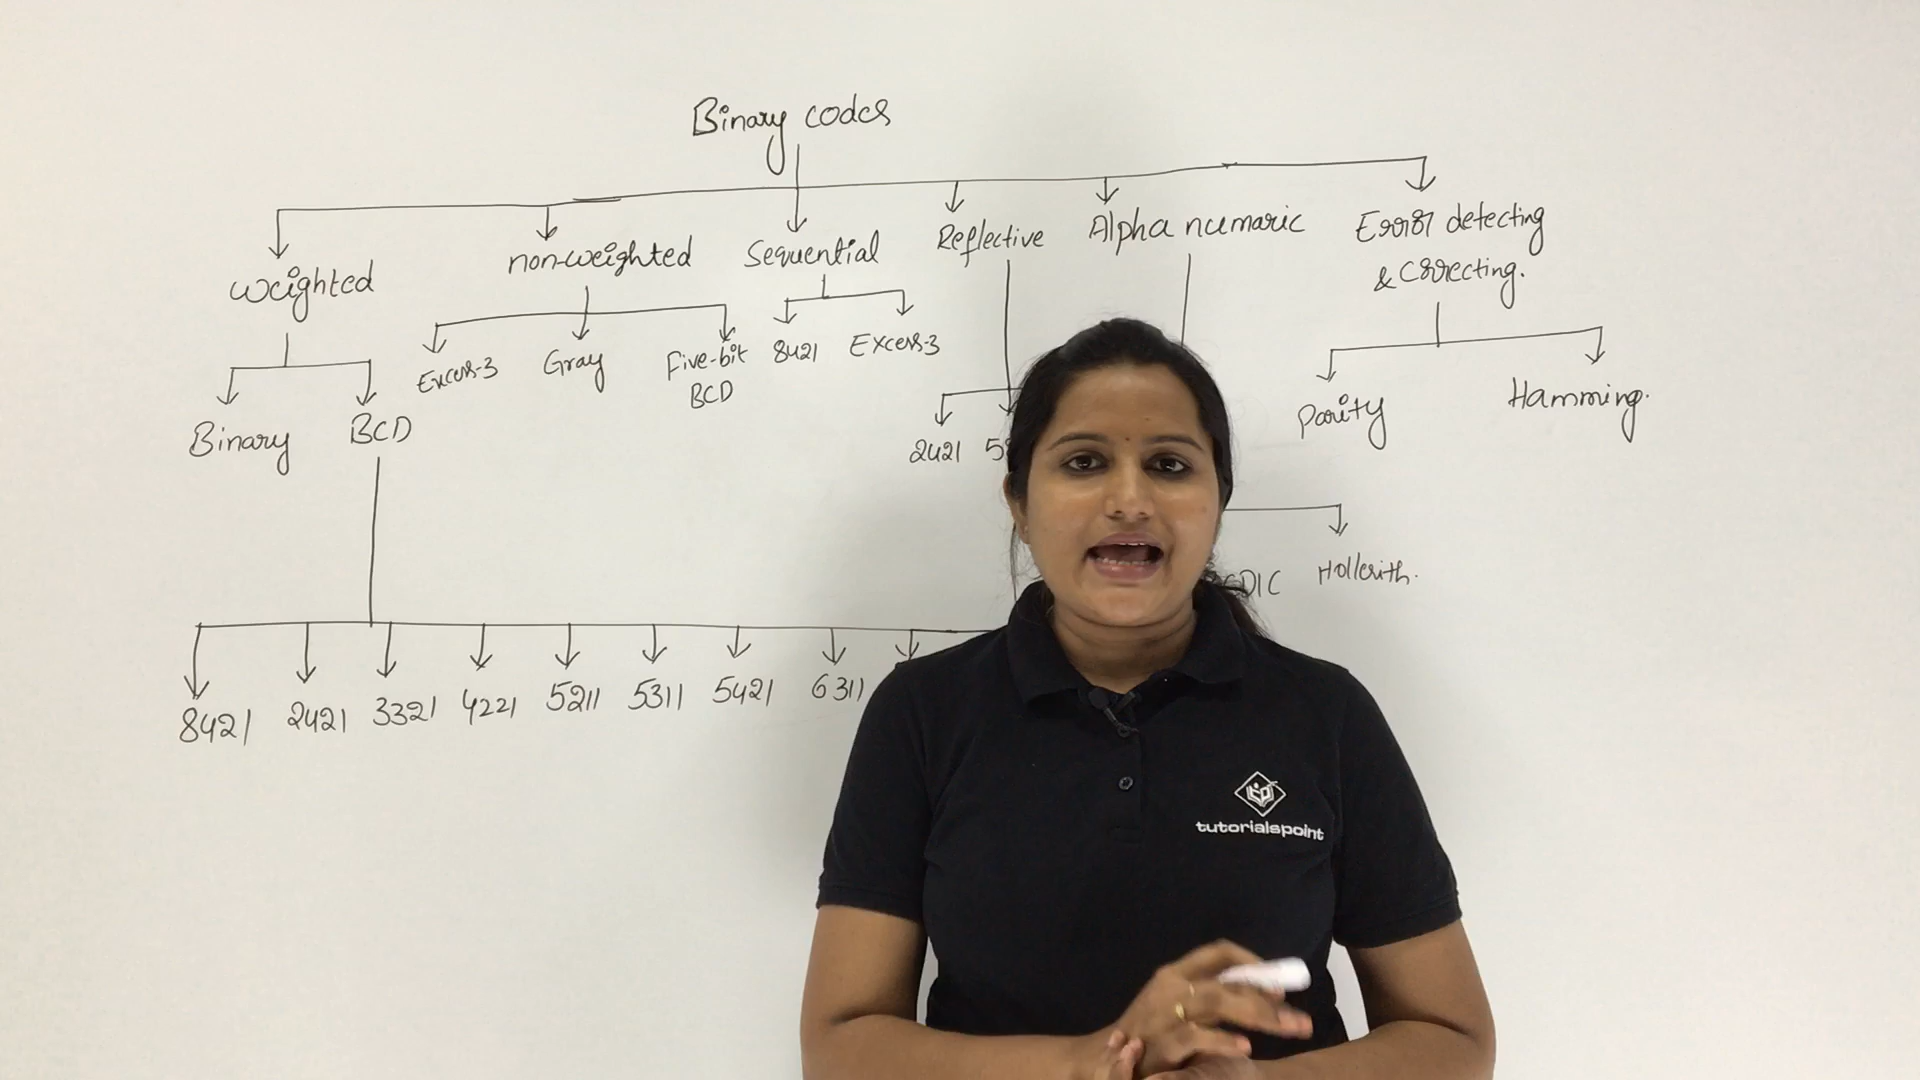 Binary codes
weighted non-weighted Sequential Reflective Alpha numaric Error detecting
& Correcting.
Excess-3 Gray Five-bit BCD 8421 Excess-3
Binary BCD 2421 Parity Hamming.
Hollerith.
8421 2421 3321 4221 5211 5311 5421 6311
tutorialspoint